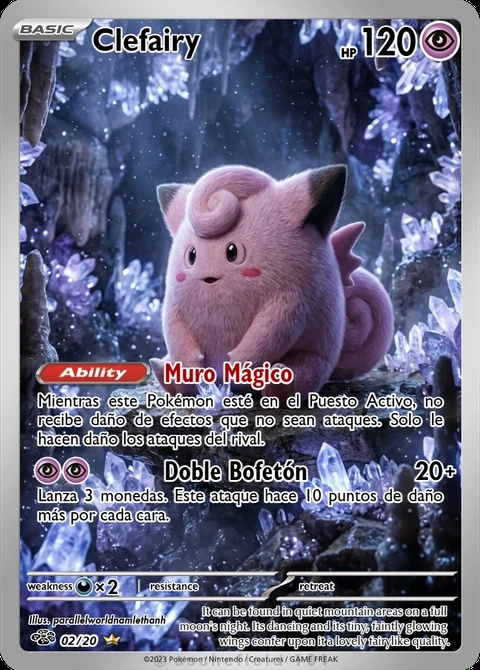 BASIC
Clefairy
HP 120
Ability Muro Mágico
Mientras este Pokémon esté en el Puesto Activo, no
recibe daño de efectos que no sean ataques. Solo le
hacen daño los ataques del rival.
Doble Bofetón 20+
Lanza 3 monedas. Este ataque hace 10 puntos de daño
más por cada cara.
weakness ×2 resistance retreat
Illus. parallelworldnamlethanh
02/20
It can be found in quiet mountain areas on a full
moon's night. Its dancing and its tiny, faintly glowing
wings confer upon it a lovely fairylike quality.
©2023 Pokémon / Nintendo / Creatures / GAME FREAK